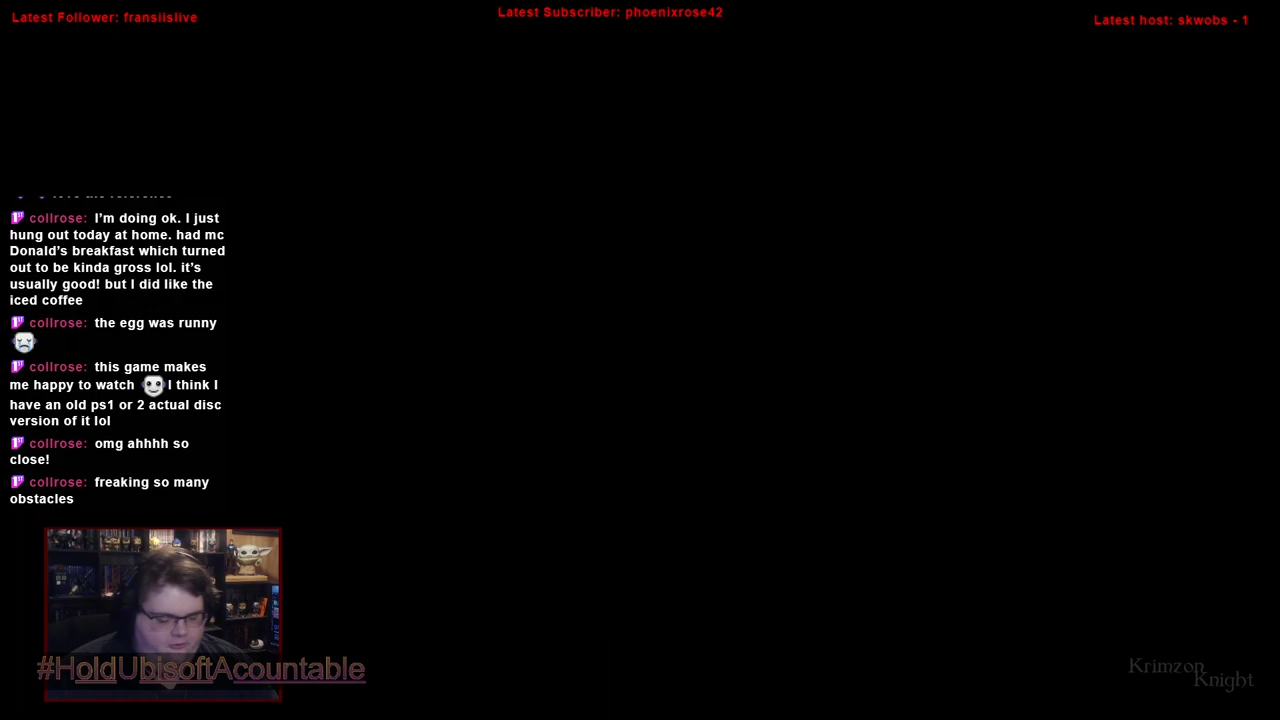 Latest Follower: fransiislive
Latest Subscriber: phoenixrose42
Latest host: skwobs - 1
collrose: I'm doing ok. I just
hung out today at home. had mc
Donald's breakfast which turned
out to be kinda gross lol. it's
usually good! but I did like the
iced coffee
collrose: the egg was runny
collrose: this game makes
me happy to watch I think I
have an old ps1 or 2 actual disc
version of it lol
collrose: omg ahhhh so
close!
collrose: freaking so many
obstacles
#HoldUbisoftAcountable
Krimzon
Knight